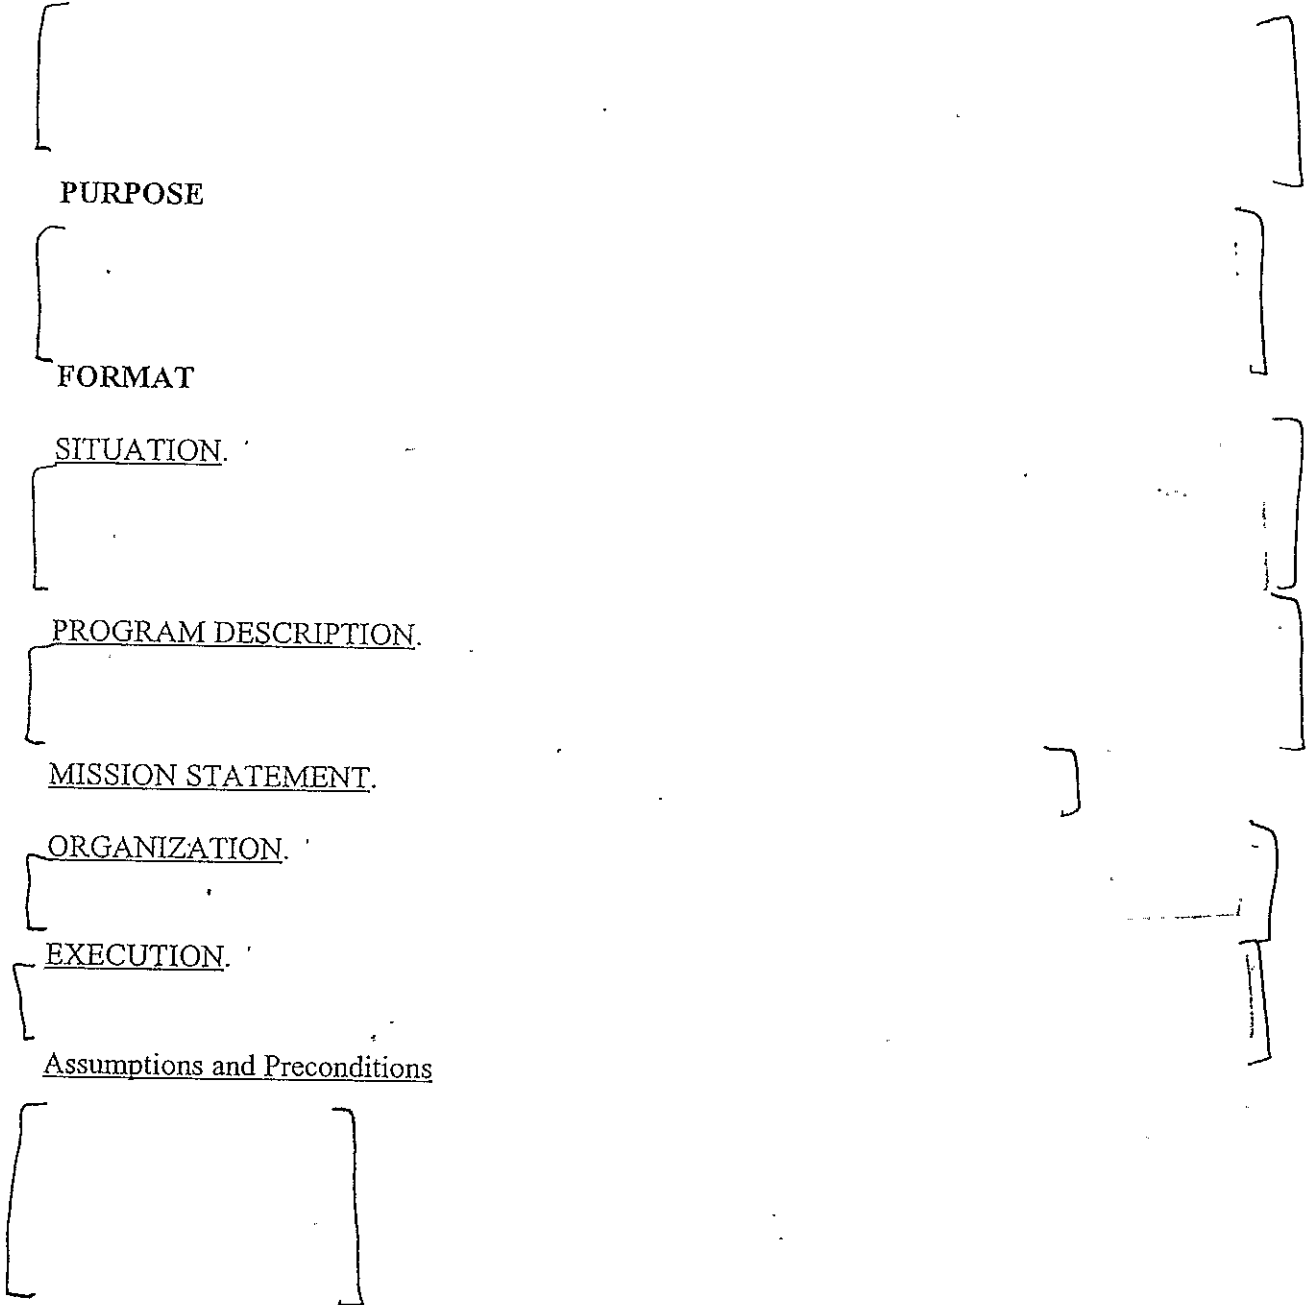 PURPOSE
FORMAT
SITUATION.
PROGRAM DESCRIPTION.
MISSION STATEMENT.
ORGANIZATION.
EXECUTION.
Assumptions and Preconditions